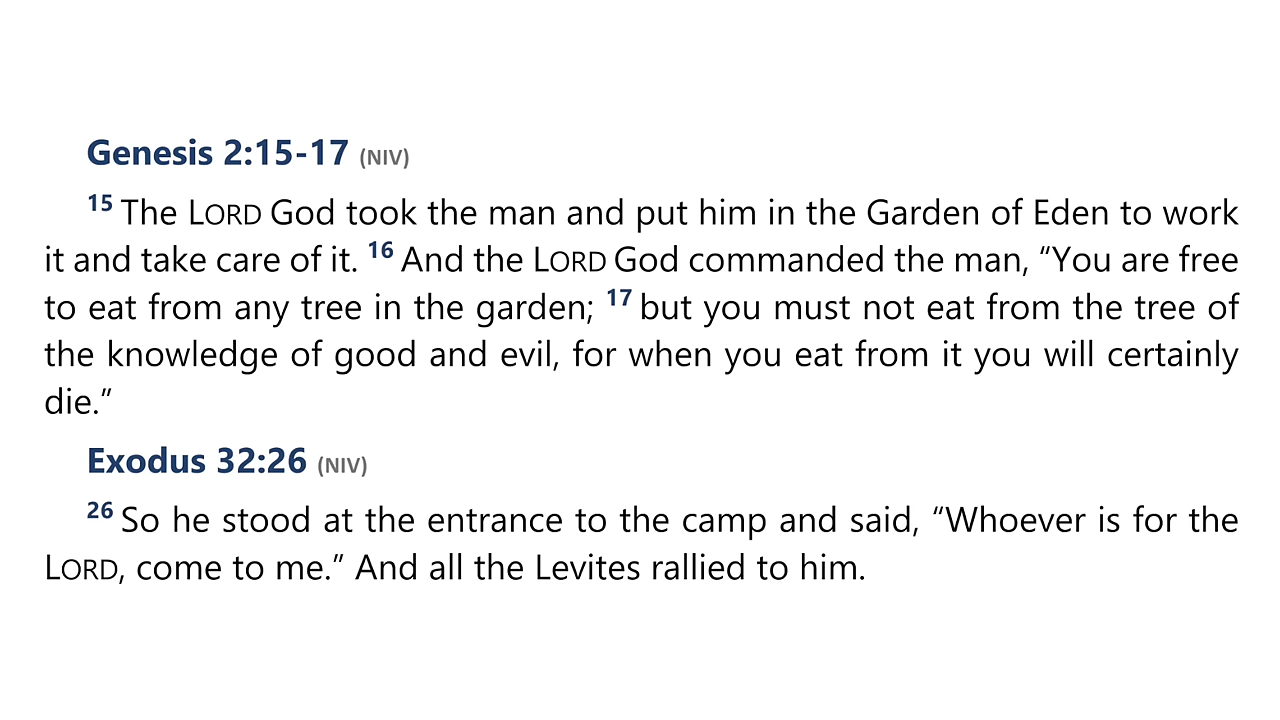 Genesis 2:15-17 (NIV)
15 The LORD God took the man and put him in the Garden of Eden to work
it and take care of it. 16 And the LORD God commanded the man, “You are free
to eat from any tree in the garden; 17 but you must not eat from the tree of
the knowledge of good and evil, for when you eat from it you will certainly
die.”
Exodus 32:26 (NIV)
26 So he stood at the entrance to the camp and said, “Whoever is for the
LORD, come to me.” And all the Levites rallied to him.